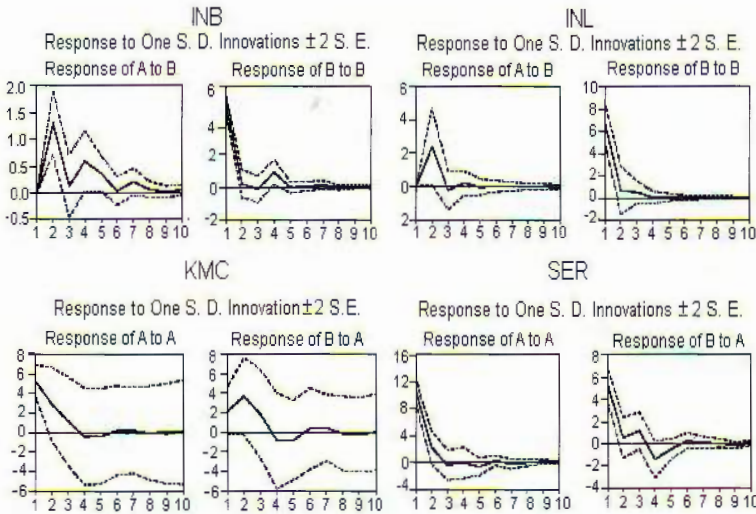 INB
Response to One S. D. Innovations ±2 S. E.
Response of A to B
2.0
1.5
1.0
0.5
0.0
-0.5
1 2 3 4 5 6 7 8 9 10
Response of B to B
6
4
2
0
-2
1 2 3 4 5 6 7 8 9 10
INL
Response to One S. D. Innovations ±2 S. E.
Response of A to B
6
4
2
0
2
1 2 3 4 5 6 7 8 9 10
Response of B to B
10
8
6
4
2
0
-2
1 2 3 4 5 6 7 8 9 10
KMC
Response to One S. D. Innovation±2 S.E.
Response of A to A
8
6
4
2
0
-2
-4
-6
1 2 3 4 5 6 7 8 9 10
Response of B to A
8
6
4
2
0
-2
-4
-6
1 2 3 4 5 6 7 8 9 10
SER
Response to One S. D. Innovations ±2 S. E.
Response of A to A
16
12
8
4
0
-4
1 2 3 4 5 6 7 8 9 10
Response of B to A
8
6
4
2
0
-2
-4
1 2 3 4 5 6 7 8 9 10